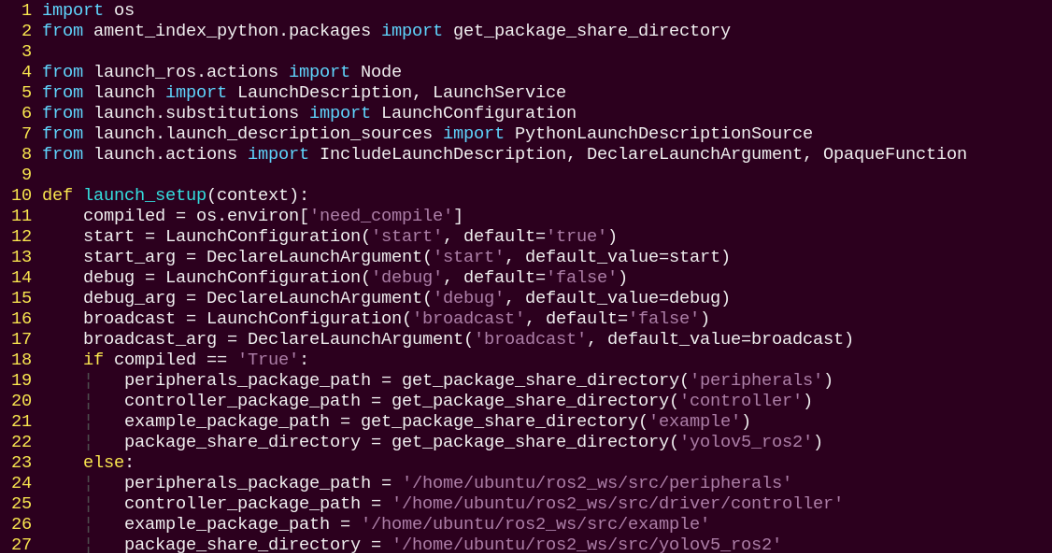 1 import os
2 from ament_index_python.packages import get_package_share_directory
3
4 from launch_ros.actions import Node
5 from launch import LaunchDescription, LaunchService
6 from launch.substitutions import LaunchConfiguration
7 from launch.launch_description_sources import PythonLaunchDescriptionSource
8 from launch.actions import IncludeLaunchDescription, DeclareLaunchArgument, OpaqueFunction
9
10 def launch_setup(context):
11     compiled = os.environ['need_compile']
12     start = LaunchConfiguration('start', default='true')
13     start_arg = DeclareLaunchArgument('start', default_value=start)
14     debug = LaunchConfiguration('debug', default='false')
15     debug_arg = DeclareLaunchArgument('debug', default_value=debug)
16     broadcast = LaunchConfiguration('broadcast', default='false')
17     broadcast_arg = DeclareLaunchArgument('broadcast', default_value=broadcast)
18     if compiled == 'True':
19     ¦   peripherals_package_path = get_package_share_directory('peripherals')
20     ¦   controller_package_path = get_package_share_directory('controller')
21     ¦   example_package_path = get_package_share_directory('example')
22     ¦   package_share_directory = get_package_share_directory('yolov5_ros2')
23     else:
24     ¦   peripherals_package_path = '/home/ubuntu/ros2_ws/src/peripherals'
25     ¦   controller_package_path = '/home/ubuntu/ros2_ws/src/driver/controller'
26     ¦   example_package_path = '/home/ubuntu/ros2_ws/src/example'
27     ¦   package_share_directory = '/home/ubuntu/ros2_ws/src/yolov5_ros2'